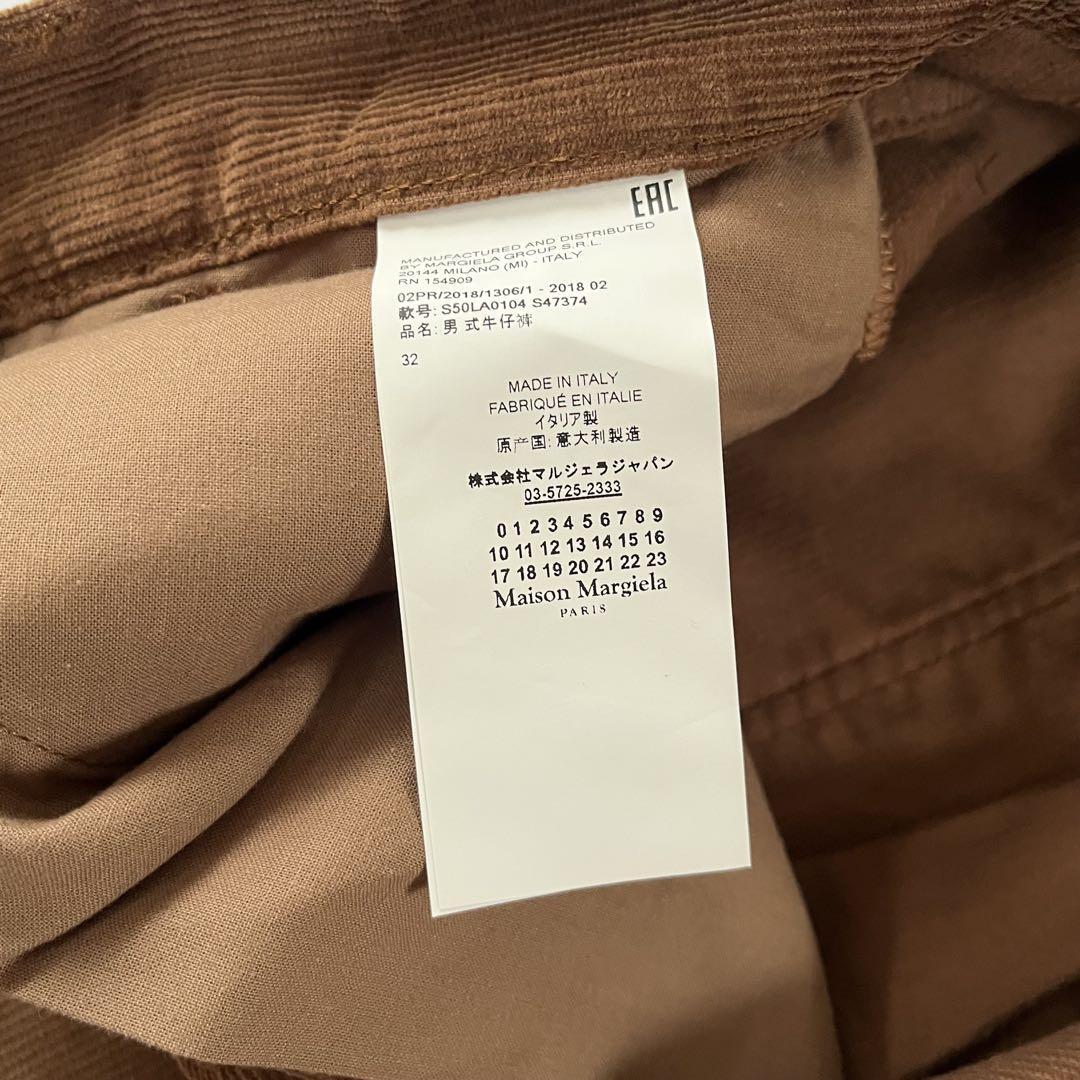 EAC
MANUFACTURED AND DISTRIBUTED
BY MARGIELA GROUP S.R.L.
20144 MILANO (MI) - ITALY
RN 154909
02PR/2018/1306/1 - 2018 02
款号: S50LA0104 S47374
品名: 男式牛仔裤
32
MADE IN ITALY
FABRIQUÉ EN ITALIE
イタリア製
原产国: 意大利製造
株式会社マルジェラジャパン
03-5725-2333
0 1 2 3 4 5 6 7 8 9
10 11 12 13 14 15 16
17 18 19 20 21 22 23
Maison Margiela
PARIS